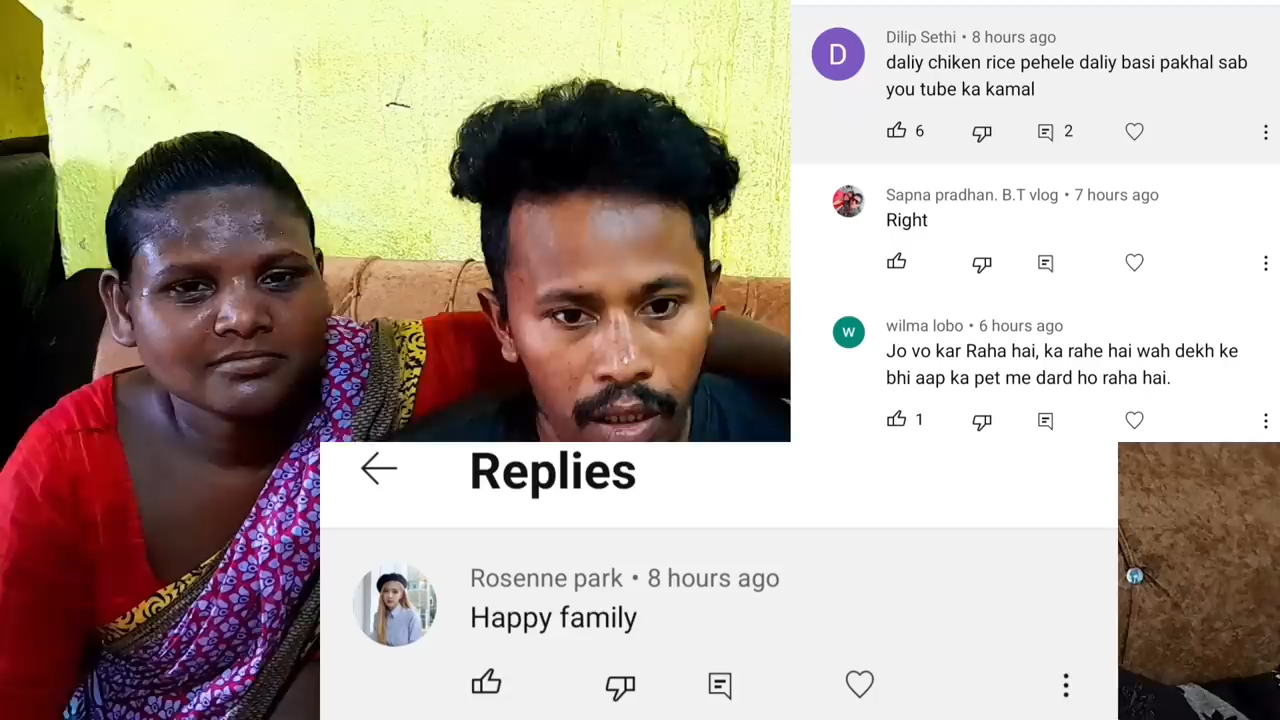 D
Dilip Sethi • 8 hours ago
daliy chiken rice pehele daliy basi pakhal sab
you tube ka kamal
6
2
Sapna pradhan. B.T vlog • 7 hours ago
Right
w
wilma lobo • 6 hours ago
Jo vo kar Raha hai, ka rahe hai wah dekh ke
bhi aap ka pet me dard ho raha hai.
1
Replies
Rosenne park • 8 hours ago
Happy family